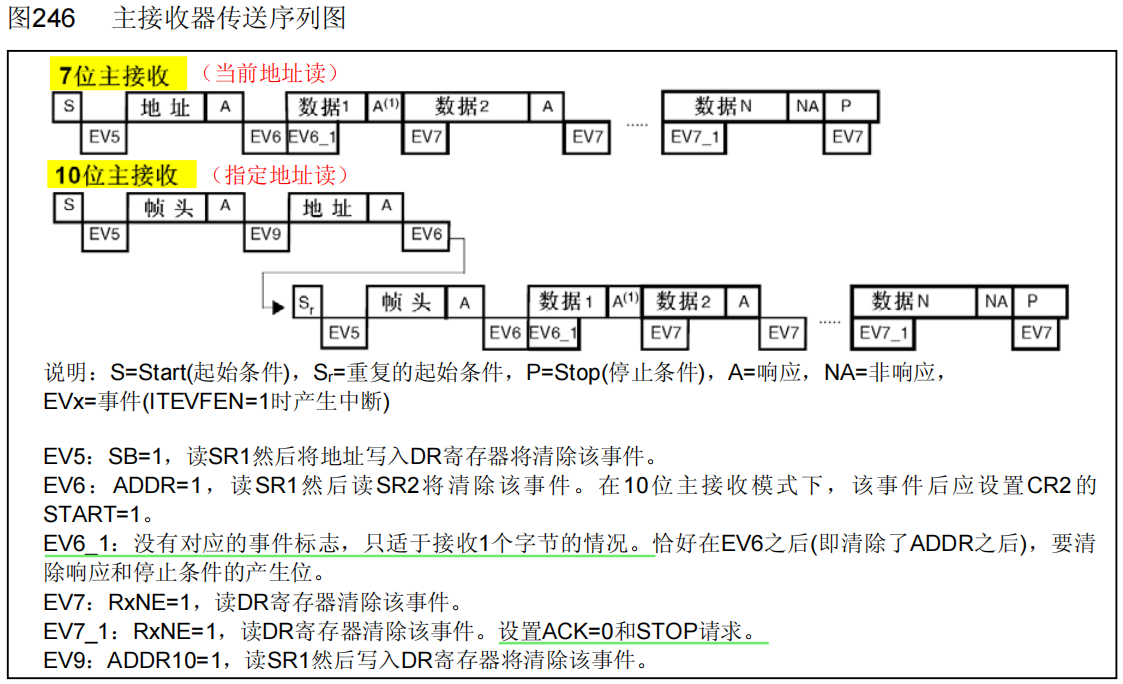 图246 主接收器传送序列图
7位主接收 （当前地址读）
S 地址 A 数据1 A(1) 数据2 A ..... 数据N NA P
EV5 EV6 EV6_1 EV7 EV7 EV7_1 EV7
10位主接收 （指定地址读）
S 帧头 A 地址 A
EV5 EV9 EV6
Sr 帧头 A 数据1 A(1) 数据2 A ..... 数据N NA P
EV5 EV6 EV6_1 EV7 EV7 EV7_1 EV7
说明：S=Start(起始条件)，Sr=重复的起始条件，P=Stop(停止条件)，A=响应，NA=非响应，
EVx=事件(ITEVFEN=1时产生中断)
EV5：SB=1，读SR1然后将地址写入DR寄存器将清除该事件。
EV6：ADDR=1，读SR1然后读SR2将清除该事件。在10位主接收模式下，该事件后应设置CR2的
START=1。
EV6_1：没有对应的事件标志，只适于接收1个字节的情况。恰好在EV6之后(即清除了ADDR之后)，要清
除响应和停止条件的产生位。
EV7：RxNE=1，读DR寄存器清除该事件。
EV7_1：RxNE=1，读DR寄存器清除该事件。设置ACK=0和STOP请求。
EV9：ADDR10=1，读SR1然后写入DR寄存器将清除该事件。